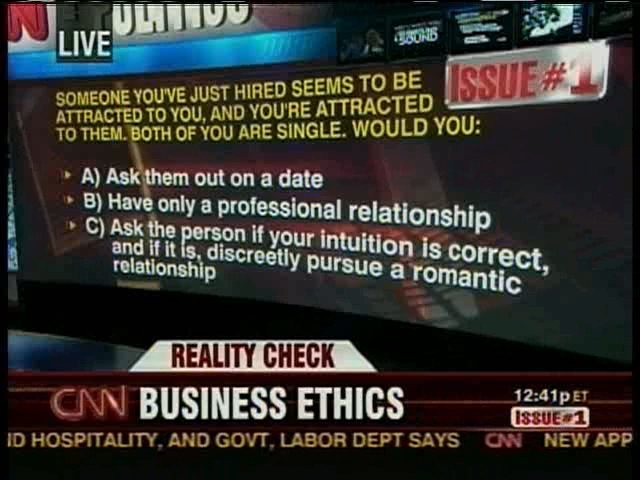 LIVE
ISSUE #1
SOMEONE YOU'VE JUST HIRED SEEMS TO BE
ATTRACTED TO YOU, AND YOU'RE ATTRACTED
TO THEM. BOTH OF YOU ARE SINGLE. WOULD YOU:
A) Ask them out on a date
B) Have only a professional relationship
C) Ask the person if your intuition is correct,
and if it is, discreetly pursue a romantic
relationship
REALITY CHECK
CNN BUSINESS ETHICS
12:41p ET
ISSUE #1
D HOSPITALITY, AND GOVT, LABOR DEPT SAYS CNN NEW APP